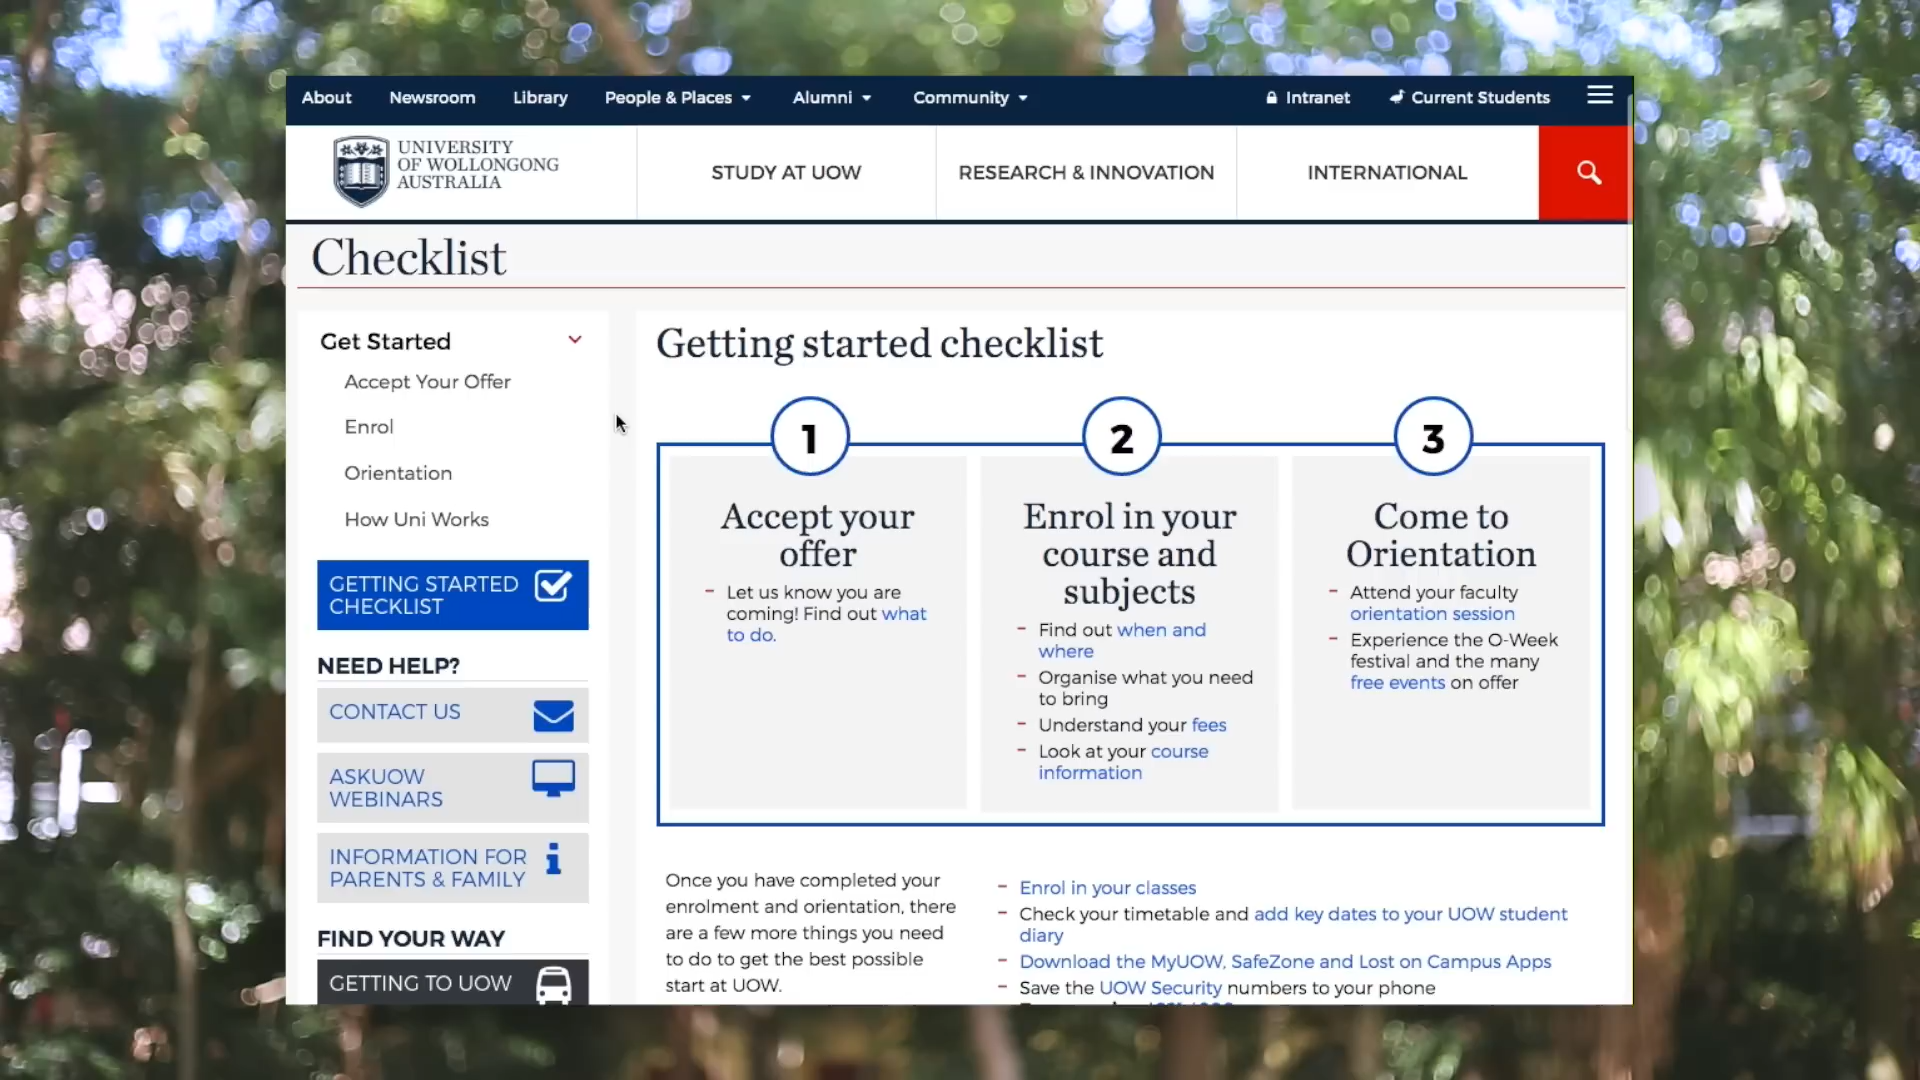 About Newsroom Library People & Places Alumni Community Intranet Current Students
UNIVERSITY
OF WOLLONGONG
AUSTRALIA
STUDY AT UOW RESEARCH & INNOVATION INTERNATIONAL
Checklist
Get Started
Accept Your Offer
Enrol
Orientation
How Uni Works
GETTING STARTED
CHECKLIST
NEED HELP?
CONTACT US
ASKUOW
WEBINARS
INFORMATION FOR
PARENTS & FAMILY
FIND YOUR WAY
GETTING TO UOW
Getting started checklist
1
Accept your
offer
- Let us know you are
coming! Find out what
to do.
2
Enrol in your
course and
subjects
- Find out when and
where
- Organise what you need
to bring
- Understand your fees
- Look at your course
information
3
Come to
Orientation
- Attend your faculty
orientation session
- Experience the O-Week
festival and the many
free events on offer
Once you have completed your
enrolment and orientation, there
are a few more things you need
to do to get the best possible
start at UOW.
- Enrol in your classes
- Check your timetable and add key dates to your UOW student
diary
- Download the MyUOW, SafeZone and Lost on Campus Apps
- Save the UOW Security numbers to your phone